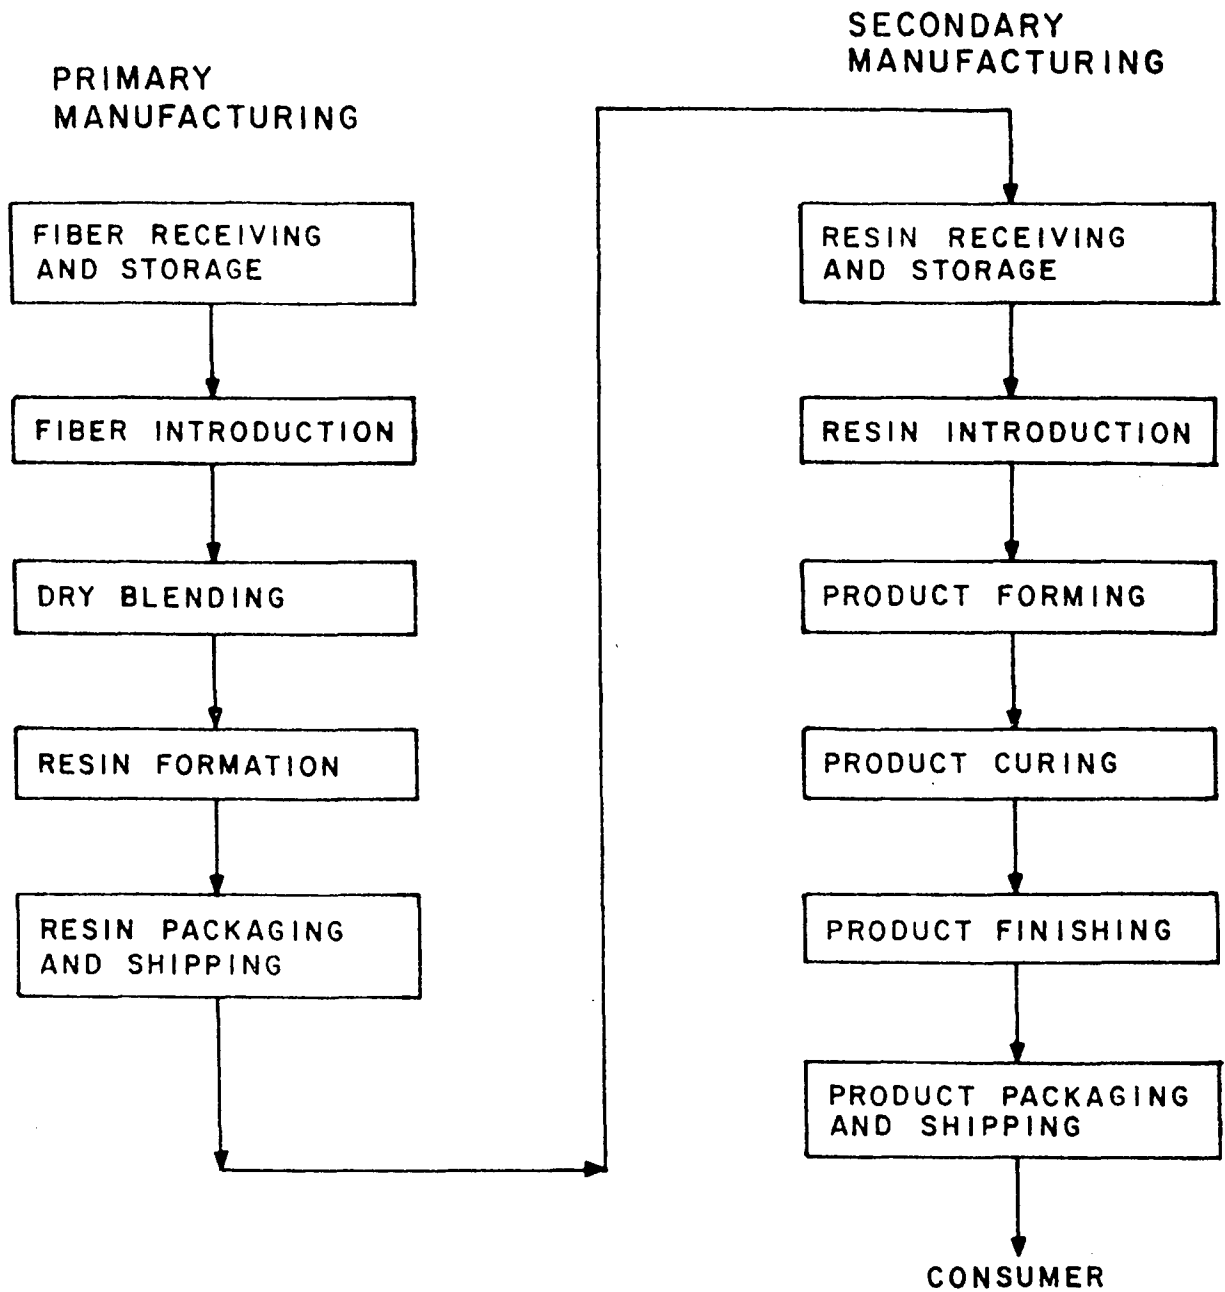 PRIMARY
MANUFACTURING
FIBER RECEIVING
AND STORAGE
FIBER INTRODUCTION
DRY BLENDING
RESIN FORMATION
RESIN PACKAGING
AND SHIPPING
SECONDARY
MANUFACTURING
RESIN RECEIVING
AND STORAGE
RESIN INTRODUCTION
PRODUCT FORMING
PRODUCT CURING
PRODUCT FINISHING
PRODUCT PACKAGING
AND SHIPPING
CONSUMER